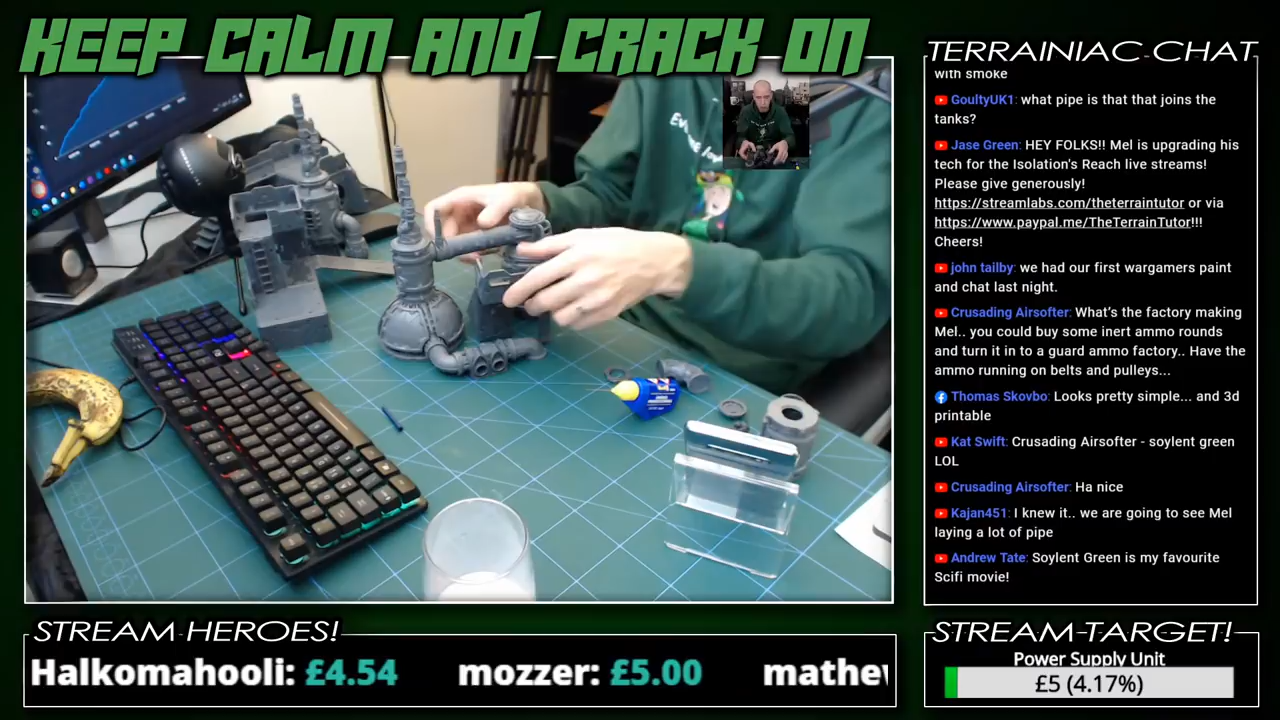 KEEP CALM AND CRACK ON
TERRAINIAC CHAT
with smoke
GoultyUK1: what pipe is that that joins the
tanks?
Jase Green: HEY FOLKS!! Mel is upgrading his
tech for the Isolation's Reach live streams!
Please give generously!
https://streamlabs.com/theterraintutor or via
https://www.paypal.me/TheTerrainTutor!!!
Cheers!
john tailby: we had our first wargamers paint
and chat last night.
Crusading Airsofter: What's the factory making
Mel.. you could buy some inert ammo rounds
and turn it in to a guard ammo factory.. Have the
ammo running on belts and pulleys...
Thomas Skovbo: Looks pretty simple... and 3d
printable
Kat Swift: Crusading Airsofter - soylent green
LOL
Crusading Airsofter: Ha nice
Kajan451: I knew it.. we are going to see Mel
laying a lot of pipe
Andrew Tate: Soylent Green is my favourite
Scifi movie!
STREAM HEROES!
Halkomahooli: £4.54 mozzer: £5.00 mathew
STREAM TARGET!
Power Supply Unit
£5 (4.17%)